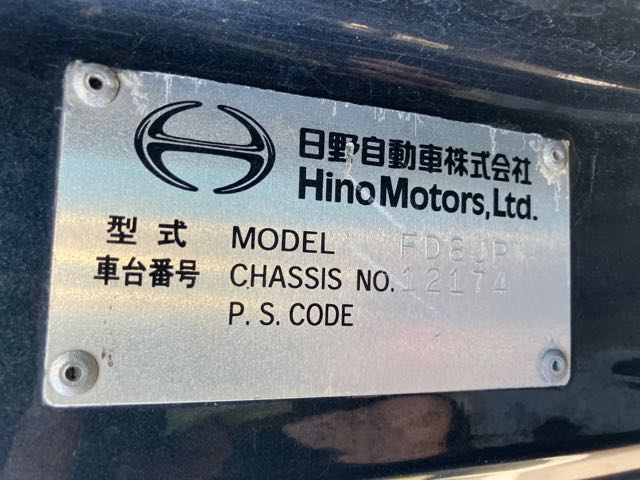 日野自動車株式会社
Hino Motors, Ltd.
型式 MODEL FD8JP
車台番号 CHASSIS NO. 12174
P. S. CODE